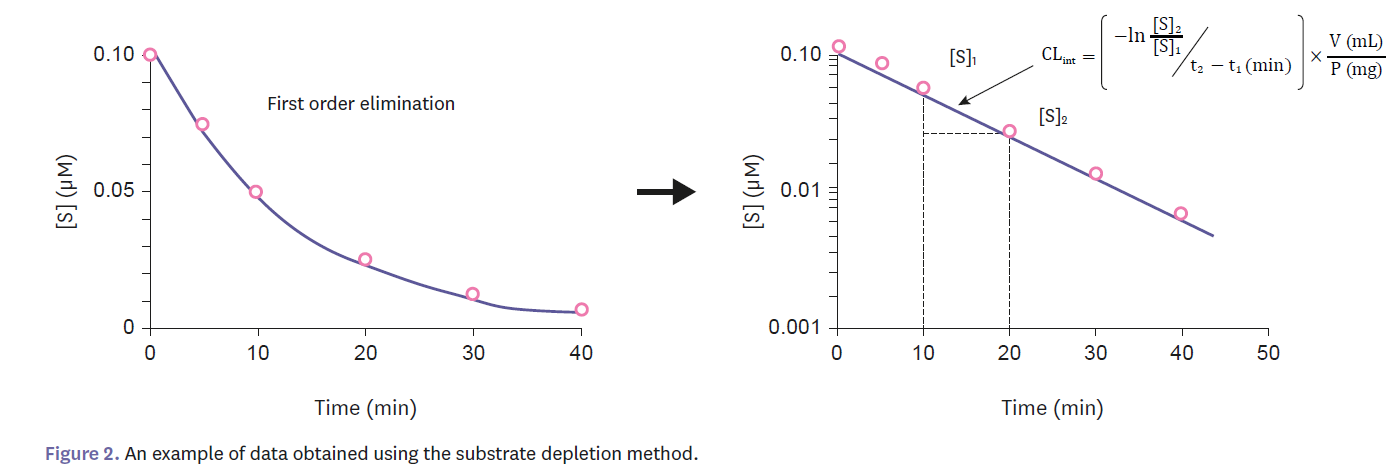 0.10
0.05
0
[S] (µM)
First order elimination
0 10 20 30 40
Time (min)
0.10
0.01
0.001
[S] (µM)
[S]₁
[S]₂
CLint = ( −ln [S]₂ / [S]₁ / t₂ − t₁ (min) ) × V (mL) / P (mg)
0 10 20 30 40 50
Time (min)
Figure 2. An example of data obtained using the substrate depletion method.